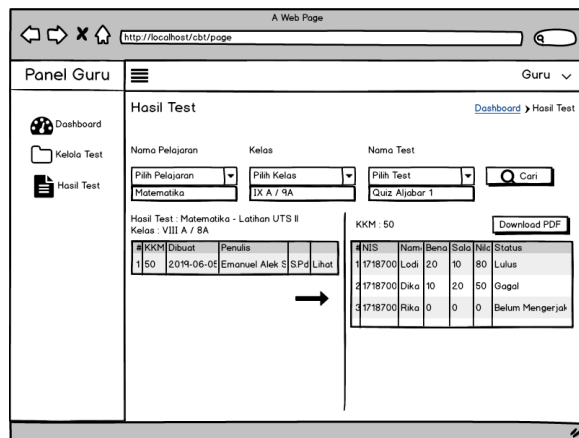 A Web Page
http://localhost/cbt/page
Panel Guru
Guru
Dashboard
Kelola Test
Hasil Test
Hasil Test
Dashboard > Hasil Test
Nama Pelajaran Kelas Nama Test
Pilih Pelajaran Pilih Kelas Pilih Test Cari
Matematika IX A / 9A Quiz Aljabar 1
Hasil Test : Matematika - Latihan UTS II
Kelas : VIII A / 8A
# KKM Dibuat Penulis
1 50 2019-06-05 Emanuel Alek S S.Pd Lihat
KKM : 50 Download PDF
# NIS Nam Bena Sala Nilc Status
1 1718700 Lodi 20 10 80 Lulus
2 1718700 Dika 10 20 50 Gagal
3 1718700 Rika 0 0 0 Belum Mengerjak